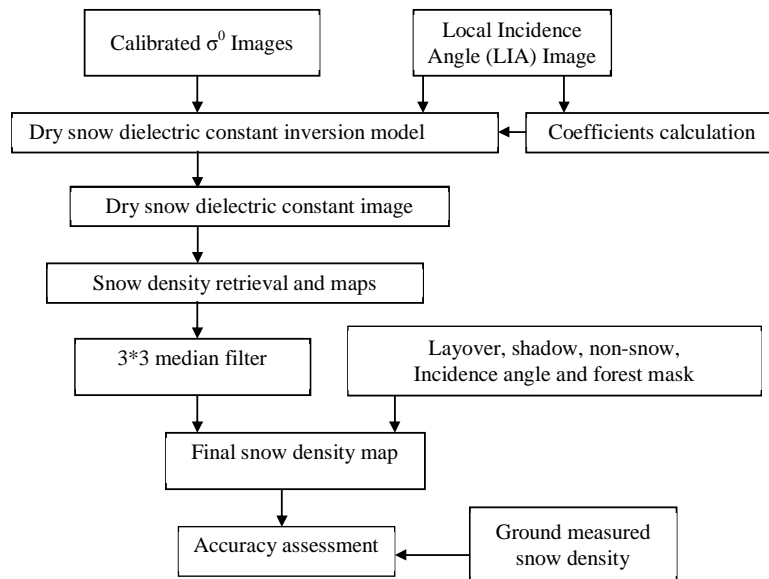 Calibrated σ⁰ Images
Local Incidence
Angle (LIA) Image
Dry snow dielectric constant inversion model
Coefficients calculation
Dry snow dielectric constant image
Snow density retrieval and maps
3*3 median filter
Layover, shadow, non-snow,
Incidence angle and forest mask
Final snow density map
Accuracy assessment
Ground measured
snow density